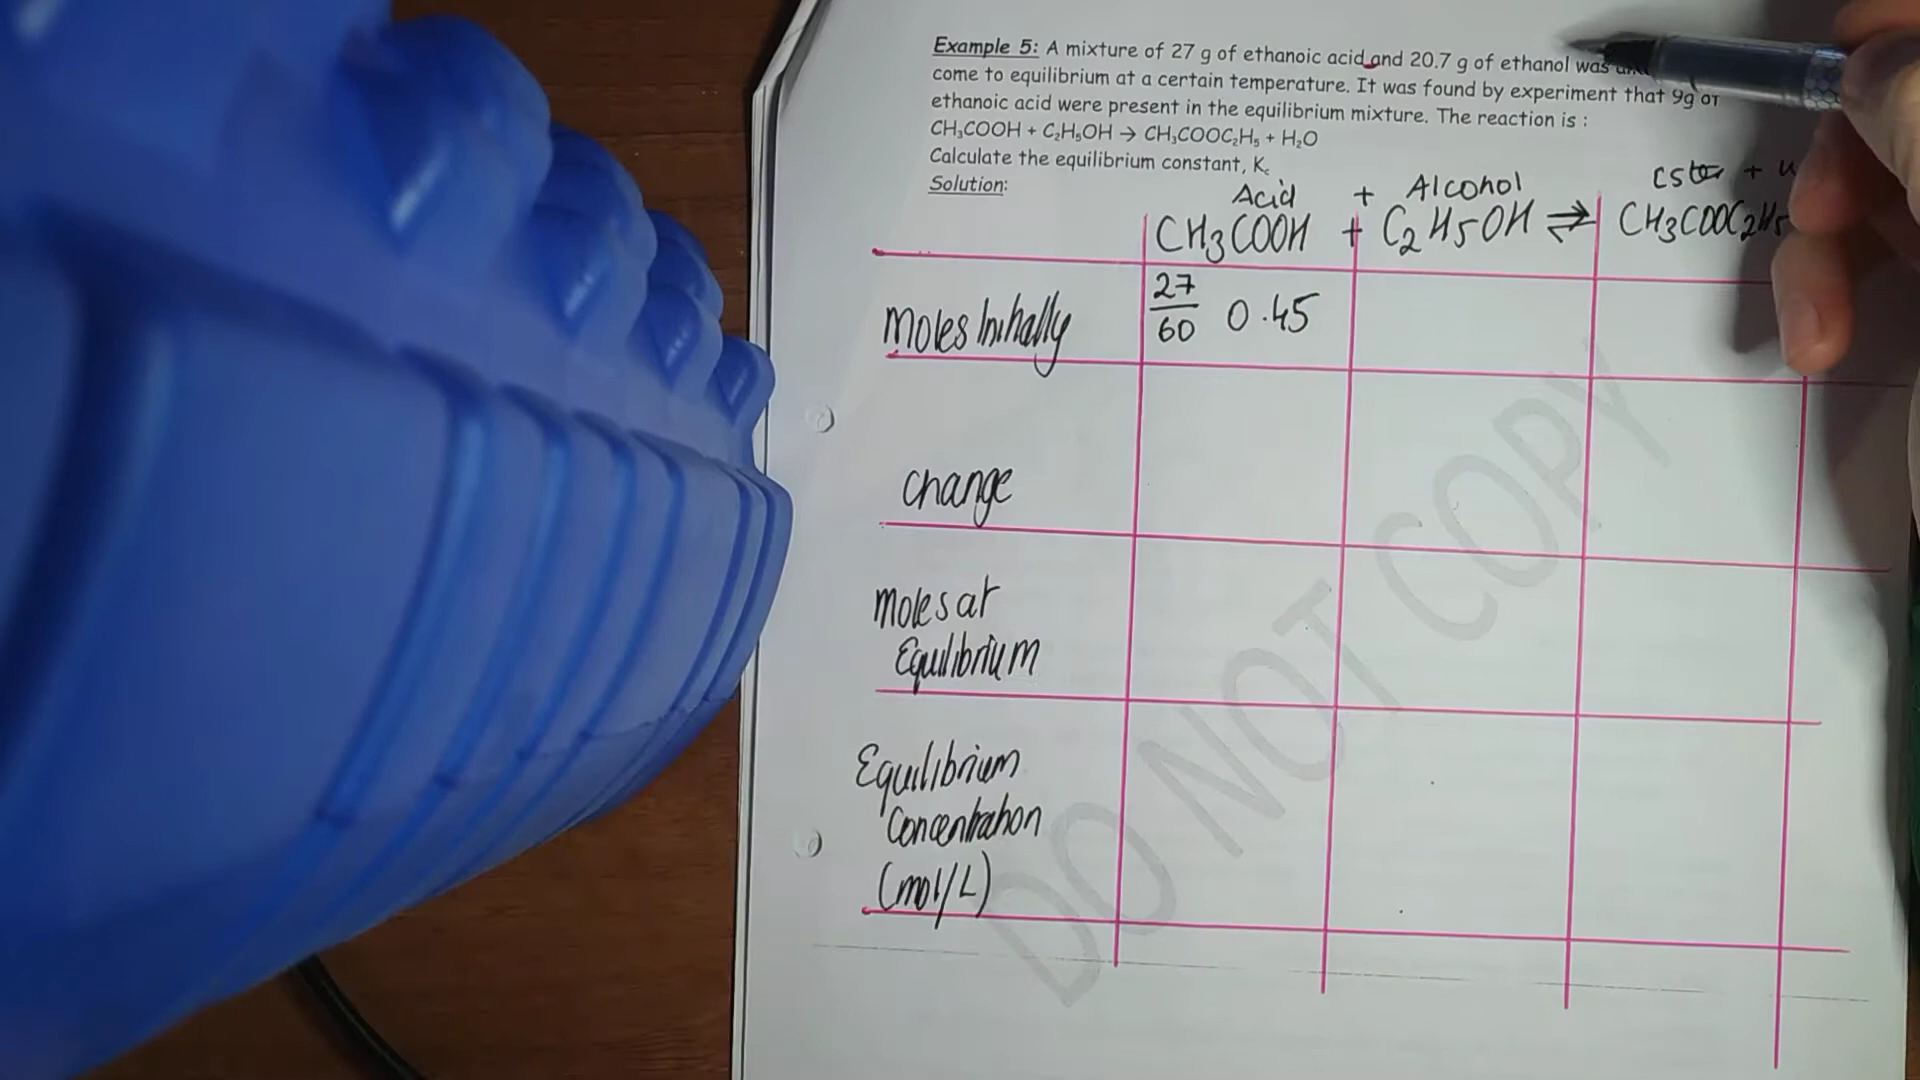 Example 5: A mixture of 27 g of ethanoic acid and 20.7 g of ethanol was
come to equilibrium at a certain temperature. It was found by experiment that 9g of
ethanoic acid were present in the equilibrium mixture. The reaction is :
CH₃COOH + C₂H₅OH → CH₃COOC₂H₅ + H₂O
Calculate the equilibrium constant, Kc
Solution:
Acid + Alcohol Ester +
CH₃COOH + C₂H₅OH ⇌ CH₃COOC₂H₅
Moles Initially 27/60 0.45
Change
Moles at
Equilibrium
Equilibrium
Concentration
(mol/L)
DO NOT COPY